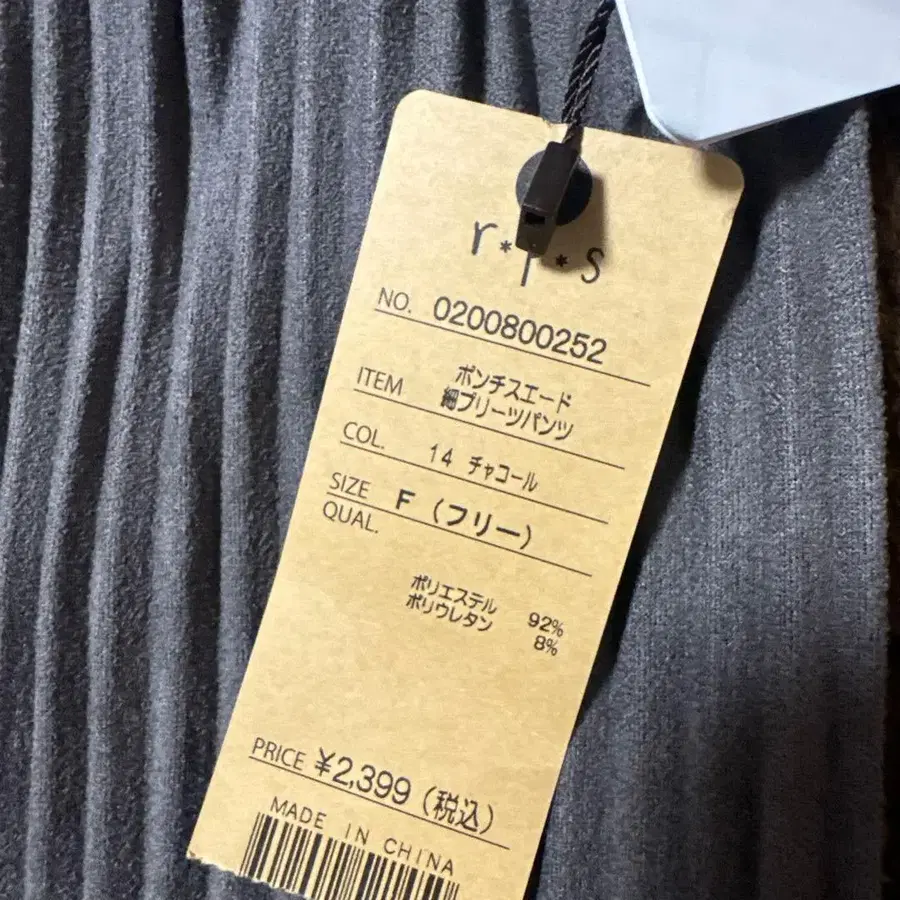 NO. 0200800252
ITEM ポンチスエード
細プリーツパンツ
COL. 14 チャコール
SIZE F (フリー)
QUAL.
ポリエステル 92%
ポリウレタン 8%
PRICE ¥2,399 (税込)
MADE IN CHINA